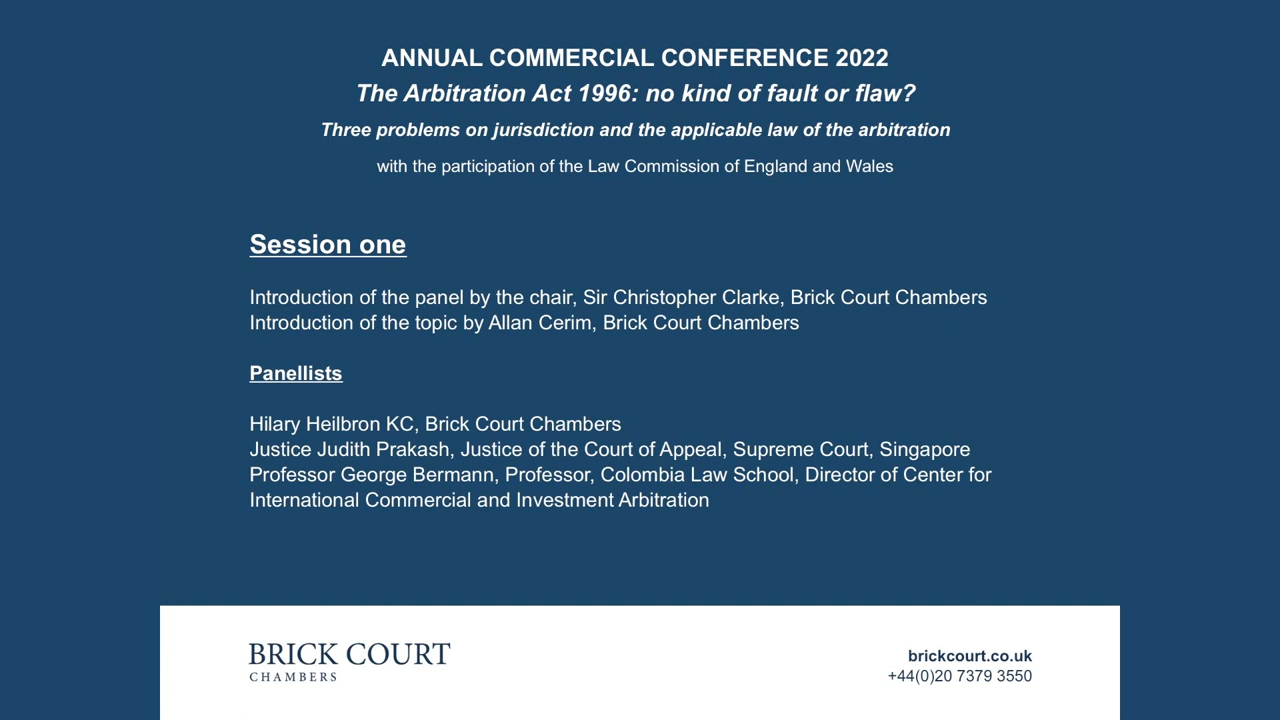 ANNUAL COMMERCIAL CONFERENCE 2022
The Arbitration Act 1996: no kind of fault or flaw?
Three problems on jurisdiction and the applicable law of the arbitration
with the participation of the Law Commission of England and Wales
Session one
Introduction of the panel by the chair, Sir Christopher Clarke, Brick Court Chambers
Introduction of the topic by Allan Cerim, Brick Court Chambers
Panellists
Hilary Heilbron KC, Brick Court Chambers
Justice Judith Prakash, Justice of the Court of Appeal, Supreme Court, Singapore
Professor George Bermann, Professor, Colombia Law School, Director of Center for
International Commercial and Investment Arbitration
BRICK COURT
CHAMBERS
brickcourt.co.uk
+44(0)20 7379 3550